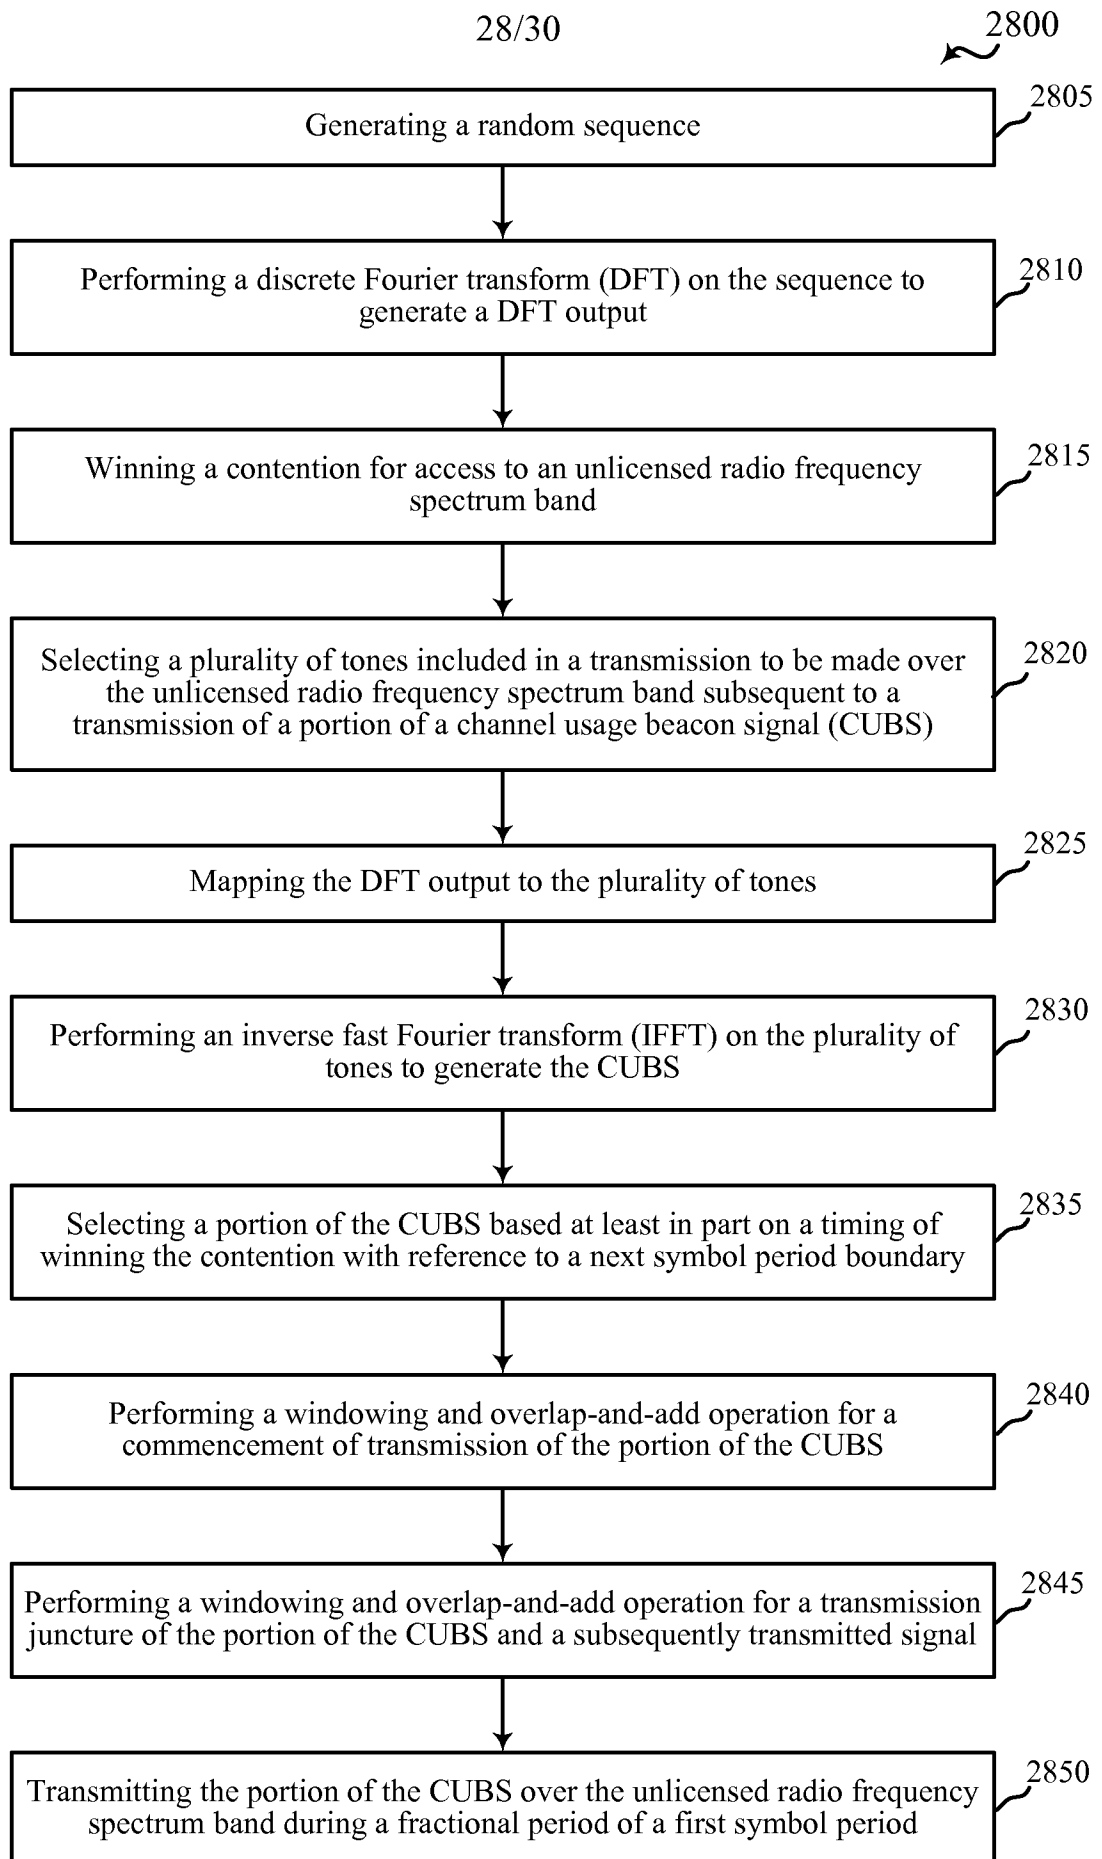 28/30
2800
Generating a random sequence
2805
Performing a discrete Fourier transform (DFT) on the sequence to
generate a DFT output
2810
Winning a contention for access to an unlicensed radio frequency
spectrum band
2815
Selecting a plurality of tones included in a transmission to be made over
the unlicensed radio frequency spectrum band subsequent to a
transmission of a portion of a channel usage beacon signal (CUBS)
2820
Mapping the DFT output to the plurality of tones
2825
Performing an inverse fast Fourier transform (IFFT) on the plurality of
tones to generate the CUBS
2830
Selecting a portion of the CUBS based at least in part on a timing of
winning the contention with reference to a next symbol period boundary
2835
Performing a windowing and overlap-and-add operation for a
commencement of transmission of the portion of the CUBS
2840
Performing a windowing and overlap-and-add operation for a transmission
juncture of the portion of the CUBS and a subsequently transmitted signal
2845
Transmitting the portion of the CUBS over the unlicensed radio frequency
spectrum band during a fractional period of a first symbol period
2850